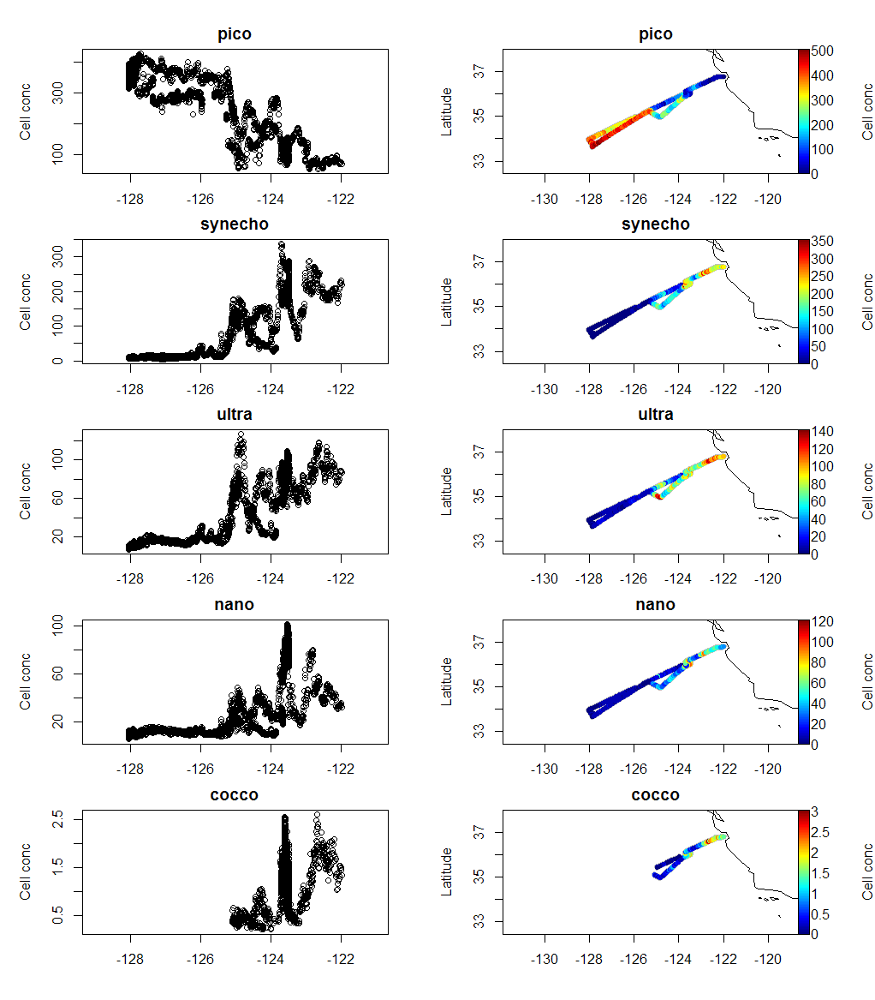 pico
Cell conc
100
300
-128 -126 -124 -122
pico
Latitude
33 35 37
-130 -128 -126 -124 -122 -120
0 100 200 300 400 500
Cell conc
synecho
Cell conc
0 100 200 300
-128 -126 -124 -122
synecho
Latitude
33 35 37
-130 -128 -126 -124 -122 -120
0 50 100 150 200 250 300 350
Cell conc
ultra
Cell conc
20 60 100
-128 -126 -124 -122
ultra
Latitude
33 35 37
-130 -128 -126 -124 -122 -120
0 20 40 60 80 100 120 140
Cell conc
nano
Cell conc
20 60 100
-128 -126 -124 -122
nano
Latitude
33 35 37
-130 -128 -126 -124 -122 -120
0 20 40 60 80 100 120
Cell conc
cocco
Cell conc
0.5 1.5 2.5
-128 -126 -124 -122
cocco
Latitude
33 35 37
-130 -128 -126 -124 -122 -120
0 0.5 1 1.5 2 2.5 3
Cell conc